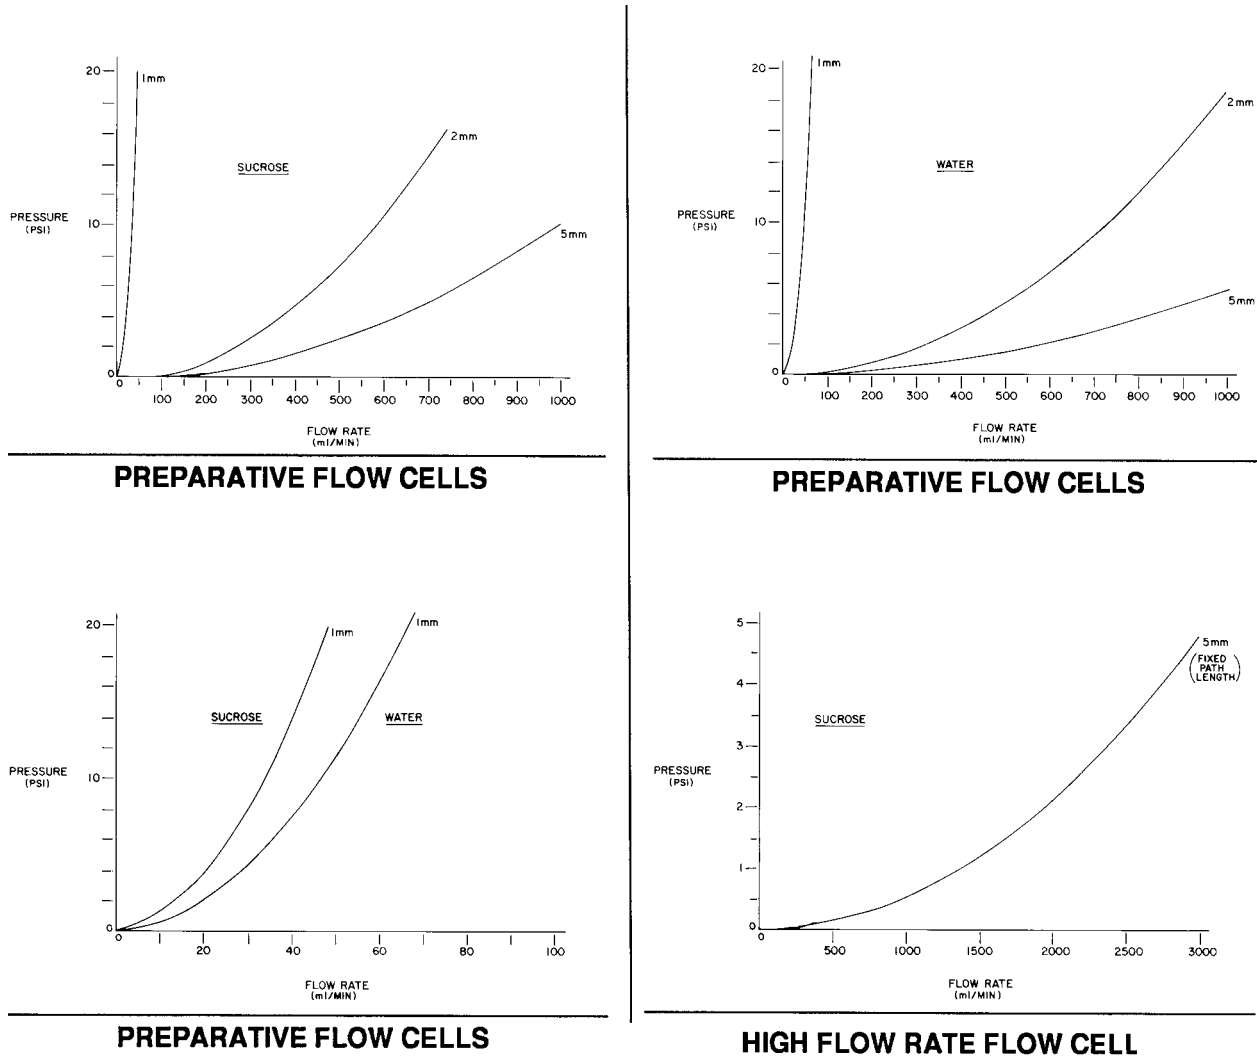 20
1mm
2mm
SUCROSE
PRESSURE
(PSI)
10
5mm
0
0 100 200 300 400 500 600 700 800 900 1000
FLOW RATE
(ml/MIN)
PREPARATIVE FLOW CELLS
20
1mm
2mm
WATER
PRESSURE
(PSI)
10
5mm
0
0 100 200 300 400 500 600 700 800 900 1000
FLOW RATE
(ml/MIN)
PREPARATIVE FLOW CELLS
20
1mm
1mm
SUCROSE
WATER
PRESSURE
(PSI)
10
0
0 20 40 60 80 100
FLOW RATE
(ml/MIN)
PREPARATIVE FLOW CELLS
5
5mm
(FIXED
PATH
LENGTH)
4
SUCROSE
3
PRESSURE
(PSI)
2
1
0
0 500 1000 1500 2000 2500 3000
FLOW RATE
(ml/MIN)
HIGH FLOW RATE FLOW CELL